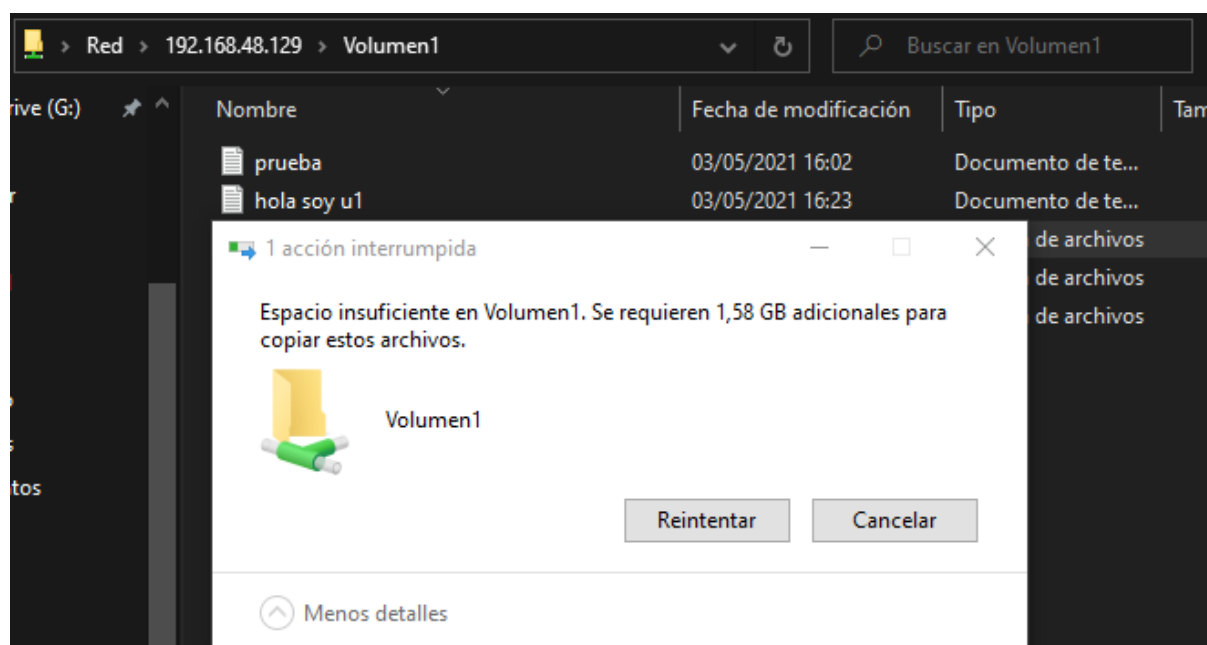 Red > 192.168.48.129 > Volumen1
Buscar en Volumen1
rive (G:)
Nombre Fecha de modificación Tipo Tam
prueba 03/05/2021 16:02 Documento de te...
hola soy u1 03/05/2021 16:23 Documento de te...
1 acción interrumpida
de archivos
de archivos
de archivos
Espacio insuficiente en Volumen1. Se requieren 1,58 GB adicionales para
copiar estos archivos.
Volumen1
tos
Reintentar Cancelar
Menos detalles